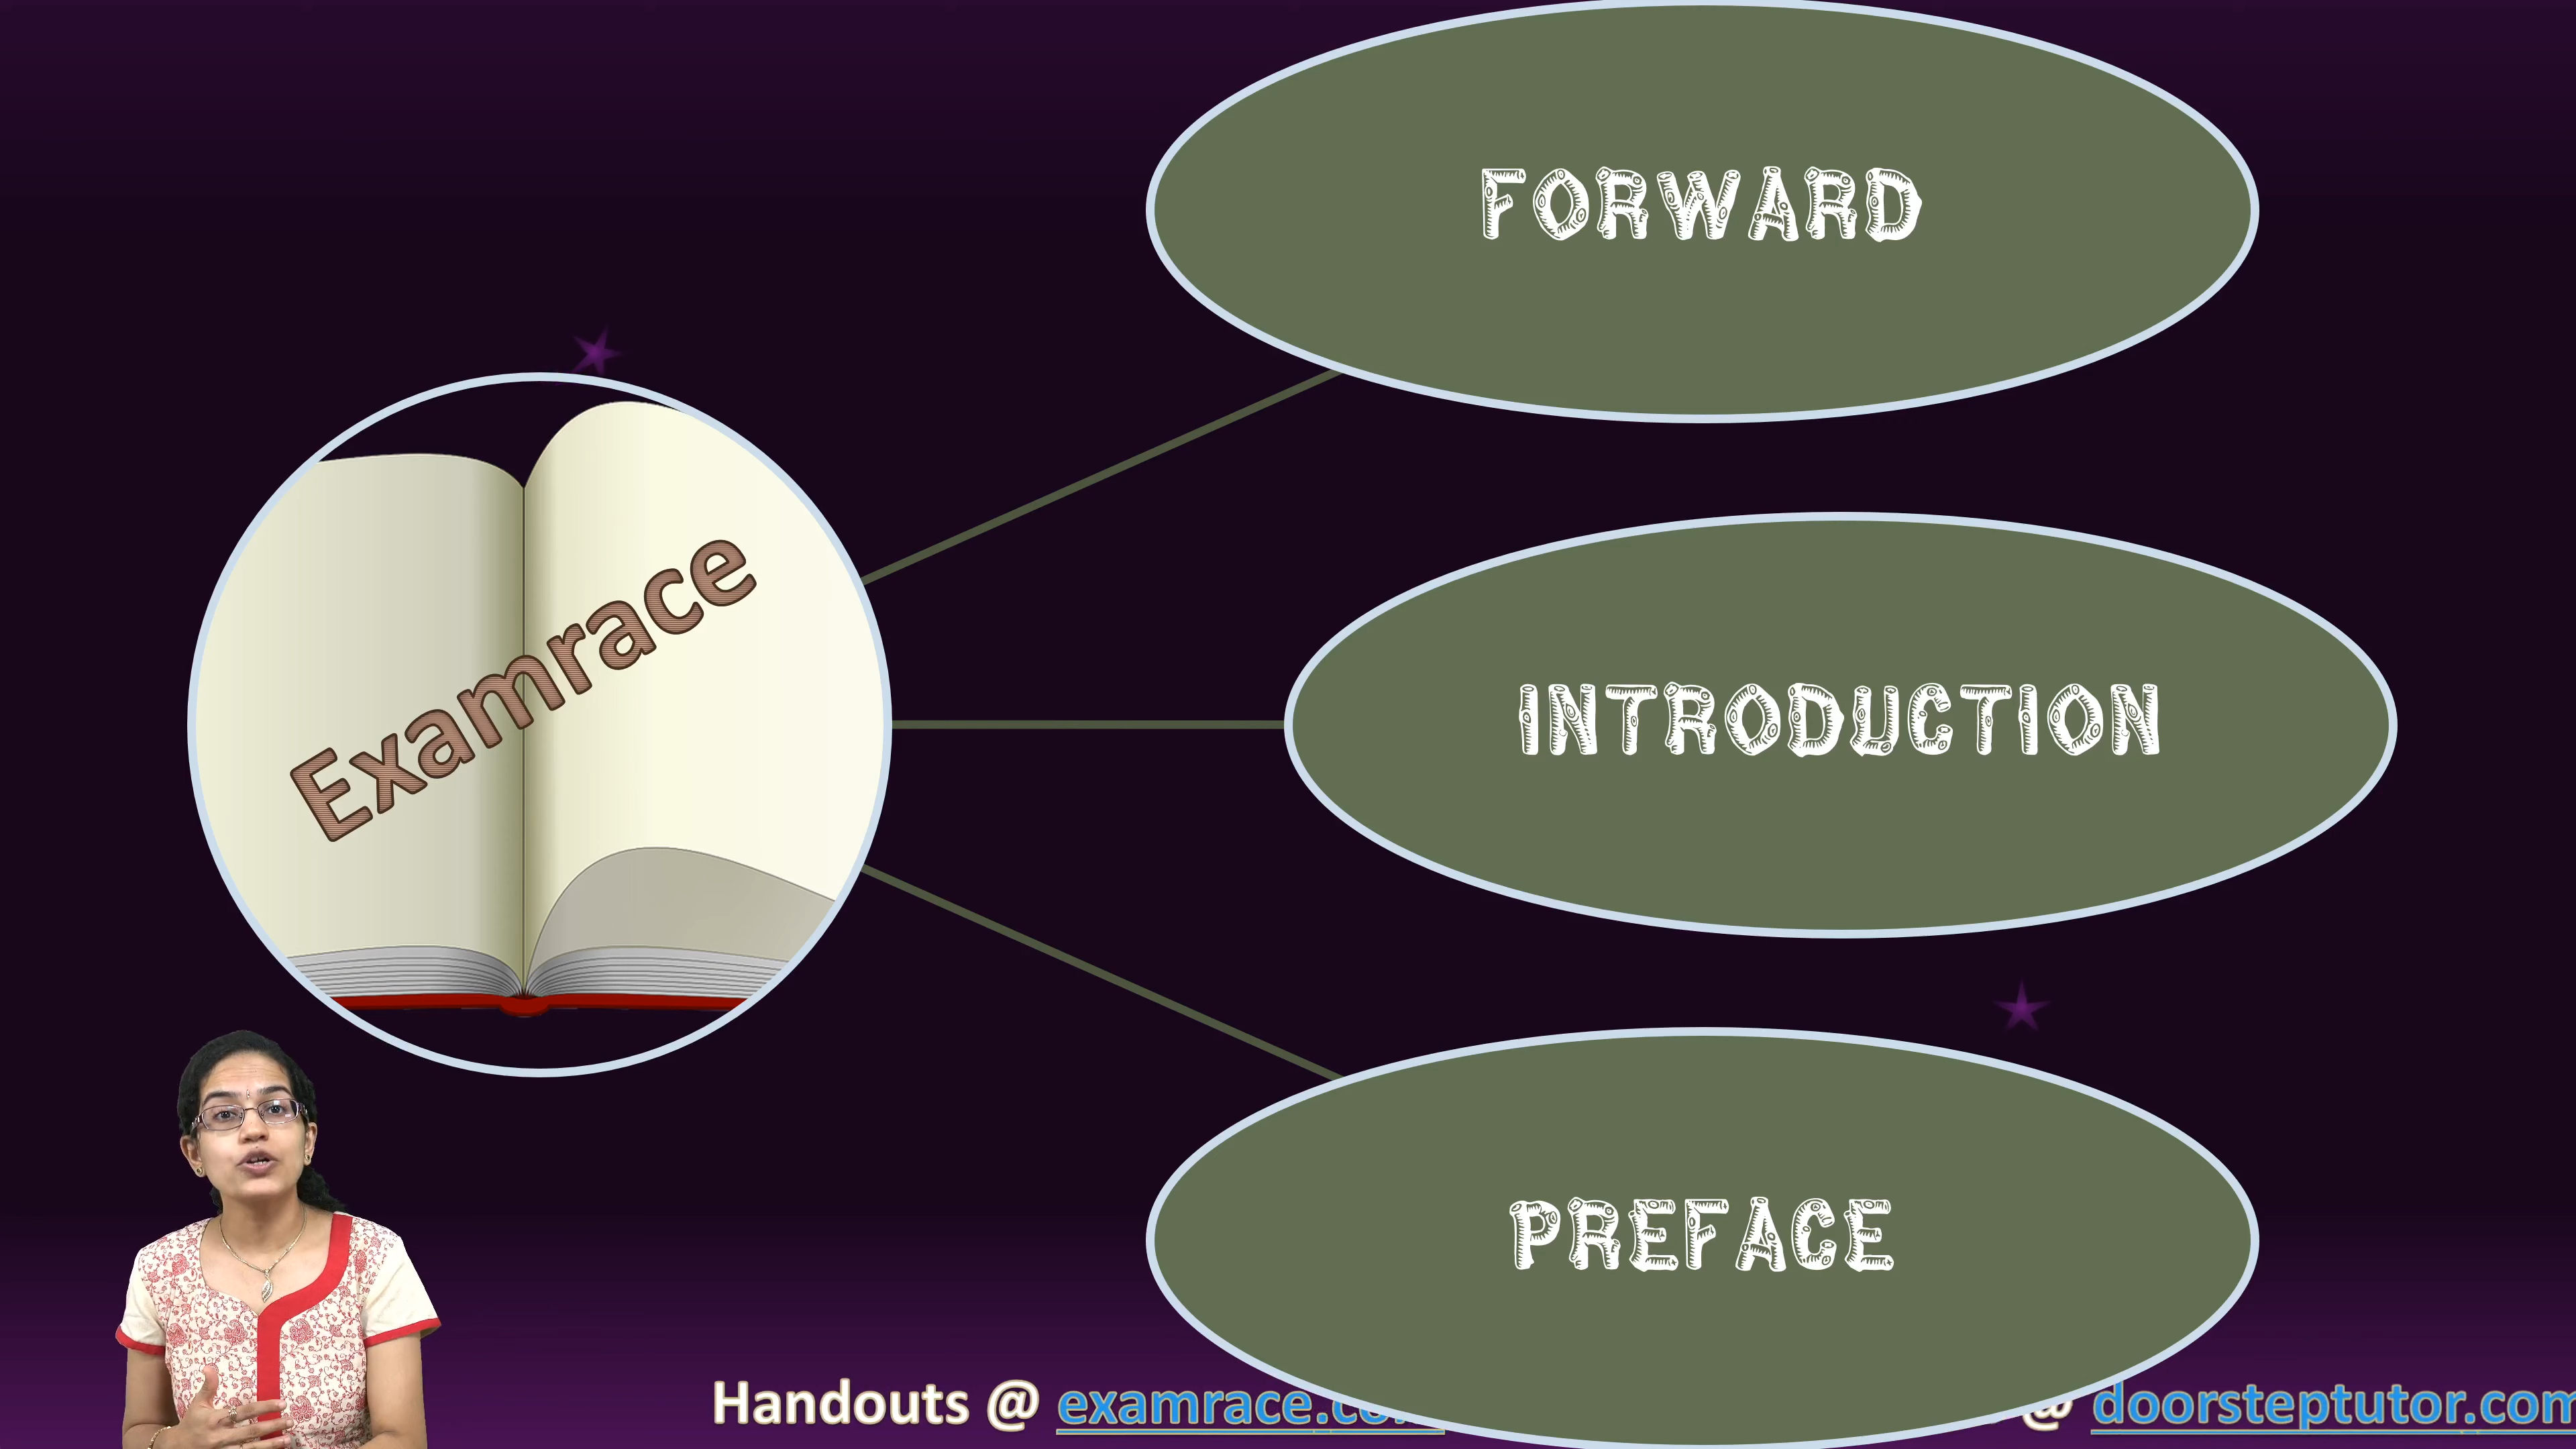 FORWARD
Examrace
INTRODUCTION
PREFACE
Handouts @ examrace.co
@ doorsteptutor.com